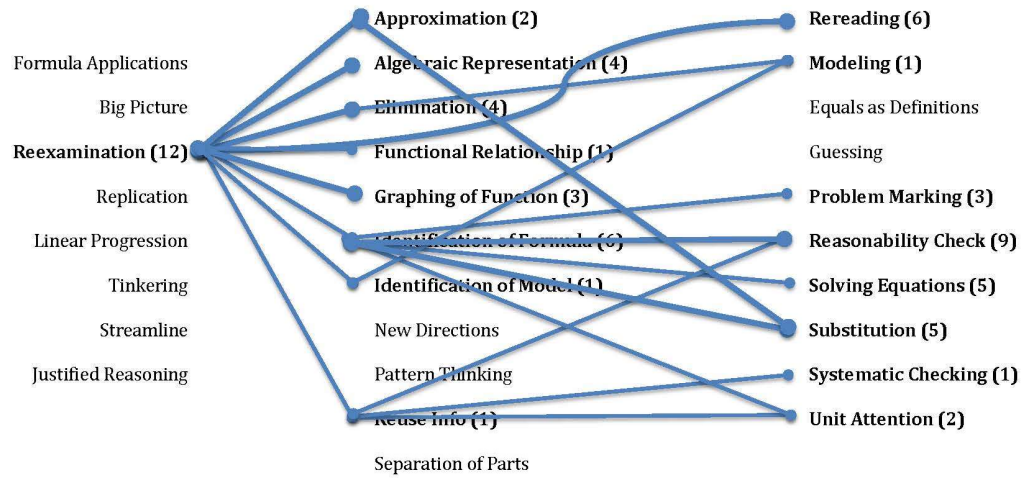 Formula Applications
Big Picture
Reexamination (12)
Replication
Linear Progression
Tinkering
Streamline
Justified Reasoning
Approximation (2)
Algebraic Representation (4)
Elimination (4)
Functional Relationship (1)
Graphing of Function (3)
Identification of Formula (6)
Identification of Model (1)
New Directions
Pattern Thinking
Reuse Info (1)
Separation of Parts
Rereading (6)
Modeling (1)
Equals as Definitions
Guessing
Problem Marking (3)
Reasonability Check (9)
Solving Equations (5)
Substitution (5)
Systematic Checking (1)
Unit Attention (2)